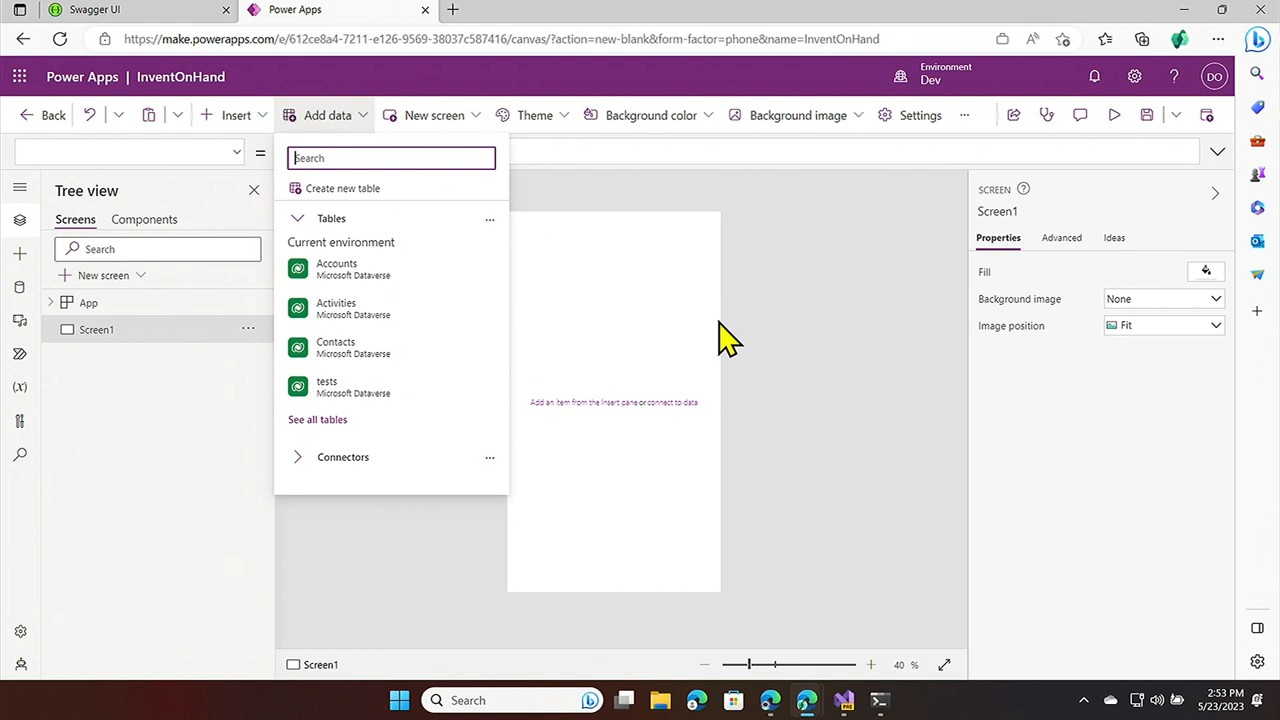 Swagger UI
Power Apps
https://make.powerapps.com/e/612ce8a4-7211-e126-9569-38037c587416/canvas/?action=new-blank&form-factor=phone&name=InventOnHand
Power Apps | InventOnHand
Environment
Dev
DO
Back
Insert
Add data
New screen
Theme
Background color
Background image
Settings
=
Search
Create new table
Tables
Current environment
Accounts
Microsoft Dataverse
Activities
Microsoft Dataverse
Contacts
Microsoft Dataverse
tests
Microsoft Dataverse
See all tables
Connectors
Tree view
Screens
Components
Search
New screen
App
Screen1
Add an item from the Insert pane or connect to data
SCREEN
Screen1
Properties
Advanced
Ideas
Fill
Background image
None
Image position
Fit
Screen1
40 %
Search
2:53 PM
5/23/2023